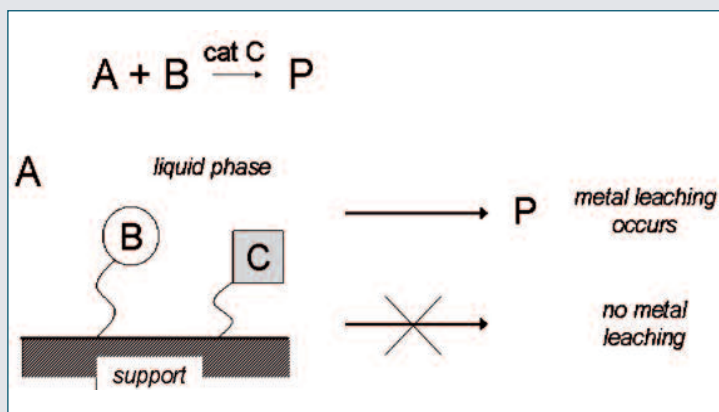 cat C
A + B → P
A
liquid phase
B
C
P
metal leaching
occurs
no metal
leaching
support